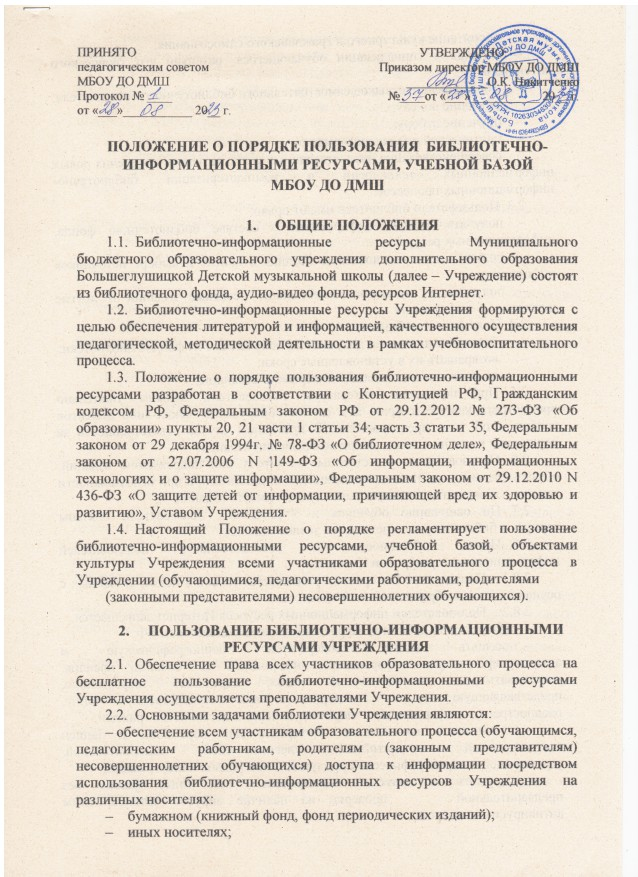 ПРИНЯТО
педагогическим советом
МБОУ ДО ДМШ
Протокол № 1
от «28» 08 2023 г.
УТВЕРЖДЕНО
Приказом директор МБОУ ДО ДМШ
О.К. Никитченко
№ 37 от «28» 08
ПОЛОЖЕНИЕ О ПОРЯДКЕ ПОЛЬЗОВАНИЯ БИБЛИОТЕЧНО-
ИНФОРМАЦИОННЫМИ РЕСУРСАМИ, УЧЕБНОЙ БАЗОЙ
МБОУ ДО ДМШ
1. ОБЩИЕ ПОЛОЖЕНИЯ
1.1. Библиотечно-информационные ресурсы Муниципального
бюджетного образовательного учреждения дополнительного образования
Большеглушицкой Детской музыкальной школы (далее – Учреждение) состоят
из библиотечного фонда, аудио-видео фонда, ресурсов Интернет.
1.2. Библиотечно-информационные ресурсы Учреждения формируются с
целью обеспечения литературой и информацией, качественного осуществления
педагогической, методической деятельности в рамках учебновоспитательного
процесса.
1.3. Положение о порядке пользования библиотечно-информационными
ресурсами разработан в соответствии с Конституцией РФ, Гражданским
кодексом РФ, Федеральным законом РФ от 29.12.2012 № 273-ФЗ «Об
образовании» пункты 20, 21 части 1 статьи 34; часть 3 статьи 35, Федеральным
законом от 29 декабря 1994г. № 78-ФЗ «О библиотечном деле», Федеральным
законом от 27.07.2006 N 149-ФЗ «Об информации, информационных
технологиях и о защите информации», Федеральным законом от 29.12.2010 N
436-ФЗ «О защите детей от информации, причиняющей вред их здоровью и
развитию», Уставом Учреждения.
1.4. Настоящий Положение о порядке регламентирует пользование
библиотечно-информационными ресурсами, учебной базой, объектами
культуры Учреждения всеми участниками образовательного процесса в
Учреждении (обучающимися, педагогическими работниками, родителями
(законными представителями) несовершеннолетних обучающихся).
2. ПОЛЬЗОВАНИЕ БИБЛИОТЕЧНО-ИНФОРМАЦИОННЫМИ
РЕСУРСАМИ УЧРЕЖДЕНИЯ
2.1. Обеспечение права всех участников образовательного процесса на
бесплатное пользование библиотечно-информационными ресурсами
Учреждения осуществляется преподавателями Учреждения.
2.2. Основными задачами библиотеки Учреждения являются:
– обеспечение всем участникам образовательного процесса (обучающимся,
педагогическим работникам, родителям (законным представителям)
несовершеннолетних обучающихся) доступа к информации посредством
использования библиотечно-информационных ресурсов Учреждения на
различных носителях:
– бумажном (книжный фонд, фонд периодических изданий);
– иных носителях;